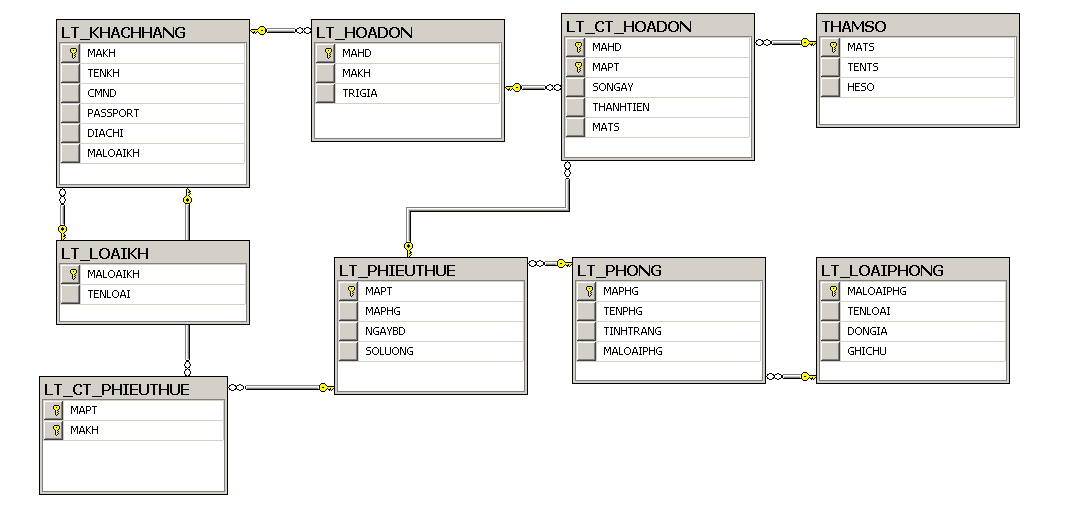 LT_KHACHHANG
MAKH
TENKH
CMND
PASSPORT
DIACHI
MALOAIKH
LT_HOADON
MAHD
MAKH
TRIGIA
LT_CT_HOADON
MAHD
MAPT
SONGAY
THANHTIEN
MATS
THAMSO
MATS
TENTS
HESO
LT_LOAIKH
MALOAIKH
TENLOAI
LT_PHIEUTHUE
MAPT
MAPHG
NGAYBD
SOLUONG
LT_PHONG
MAPHG
TENPHG
TINHTRANG
MALOAIPHG
LT_LOAIPHONG
MALOAIPHG
TENLOAI
DONGIA
GHICHU
LT_CT_PHIEUTHUE
MAPT
MAKH